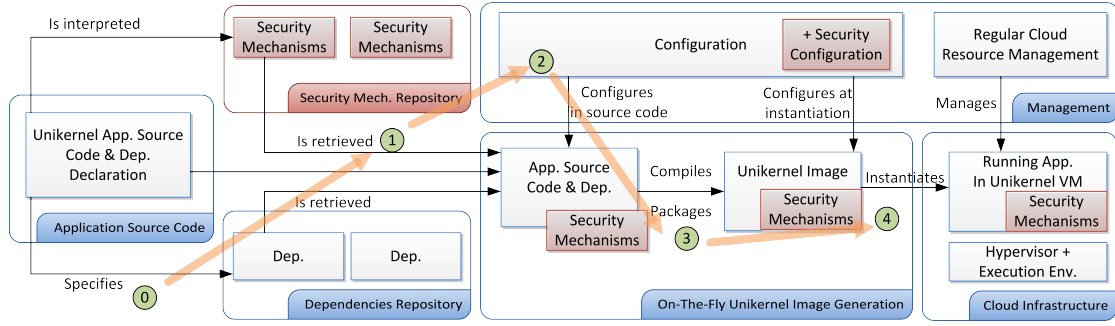 Is interpreted
Security
Mechanisms
Security
Mechanisms
Security Mech. Repository
Configuration
+ Security
Configuration
Regular Cloud
Resource Management
Management
2
Configures
in source code
Configures at
instantiation
Manages
Unikernel App. Source
Code & Dep.
Declaration
Application Source Code
Is retrieved
1
Is retrieved
App. Source
Code & Dep.
Security
Mechanisms
Compiles
Packages
3
Unikernel Image
Security
Mechanisms
4
On-The-Fly Unikernel Image Generation
Instantiates
Running App.
In Unikernel VM
Security
Mechanisms
Hypervisor +
Execution Env.
Cloud Infrastructure
Specifies
0
Dep.
Dep.
Dependencies Repository